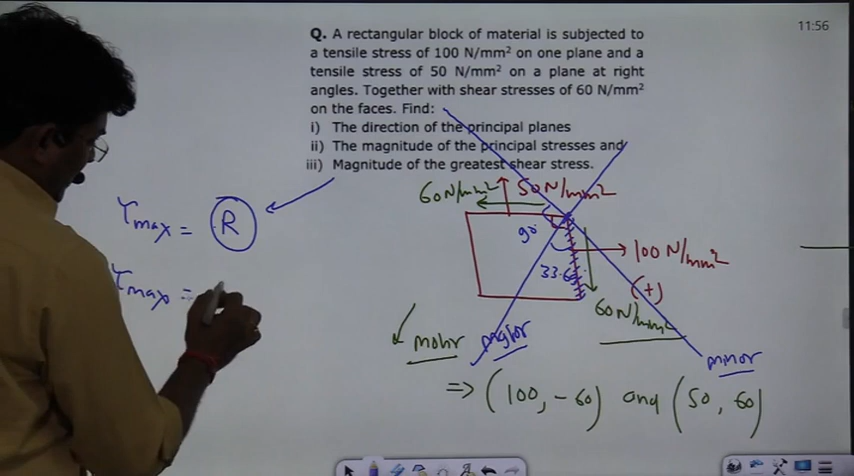 11:56
Q. A rectangular block of material is subjected to
a tensile stress of 100 N/mm² on one plane and a
tensile stress of 50 N/mm² on a plane at right
angles. Together with shear stresses of 60 N/mm²
on the faces. Find:
i) The direction of the principal planes
ii) The magnitude of the principal stresses and
iii) Magnitude of the greatest shear stress.
60N/mm² 50N/mm²
τmax = R
90°
100 N/mm²
τmax =
(+)
60N/mm²
mohr major
minor
=> (100, -60) and (50, 60)